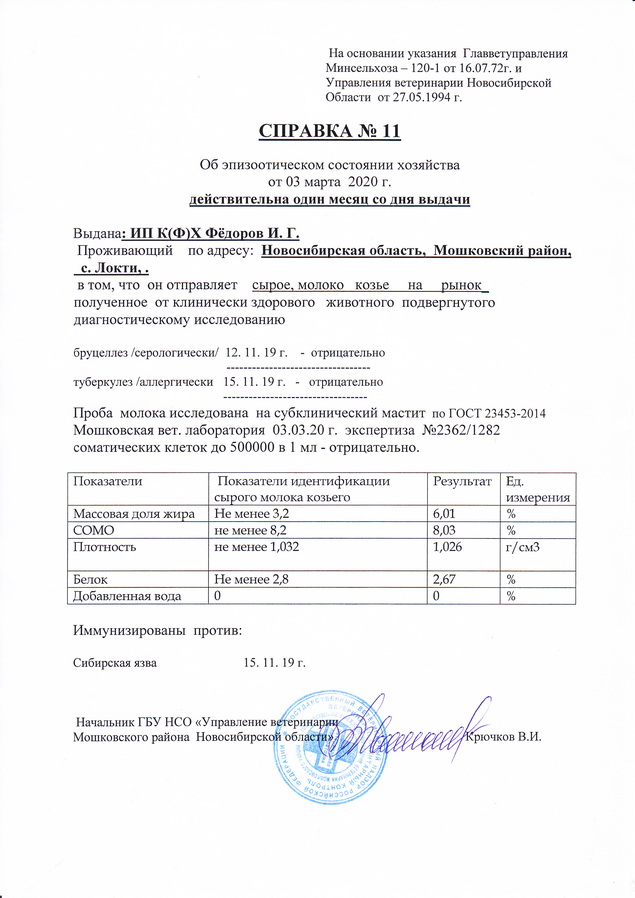 На основании указания Главветуправления
Минсельхоза – 120-1 от 16.07.72г. и
Управления ветеринарии Новосибирской
Области от 27.05.1994 г.
СПРАВКА № 11
Об эпизоотическом состоянии хозяйства
от 03 марта 2020 г.
действительна один месяц со дня выдачи
Выдана: ИП К(Ф)Х Фёдоров И. Г.
Проживающий по адресу: Новосибирская область, Мошковский район,
с. Локти, .
в том, что он отправляет сырое, молоко козье на рынок_
полученное от клинически здорового животного подвергнутого
диагностическому исследованию
бруцеллез /серологически/ 12. 11. 19 г. - отрицательно
----------------------------------
туберкулез /аллергически 15. 11. 19 г. - отрицательно
----------------------------------
Проба молока исследована на субклинический мастит по ГОСТ 23453-2014
Мошковская вет. лаборатория 03.03.20 г. экспертиза №2362/1282
соматических клеток до 500000 в 1 мл - отрицательно.
Показатели Показатели идентификации Результат Ед.
сырого молока козьего измерения
Массовая доля жира Не менее 3,2 6,01 %
СОМО не менее 8,2 8,03 %
Плотность не менее 1,032 1,026 г/см3
Белок Не менее 2,8 2,67 %
Добавленная вода 0 0 %
Иммунизированы против:
Сибирская язва 15. 11. 19 г.
Начальник ГБУ НСО «Управление ветеринарии
Мошковского района Новосибирской области» Крючков В.И.